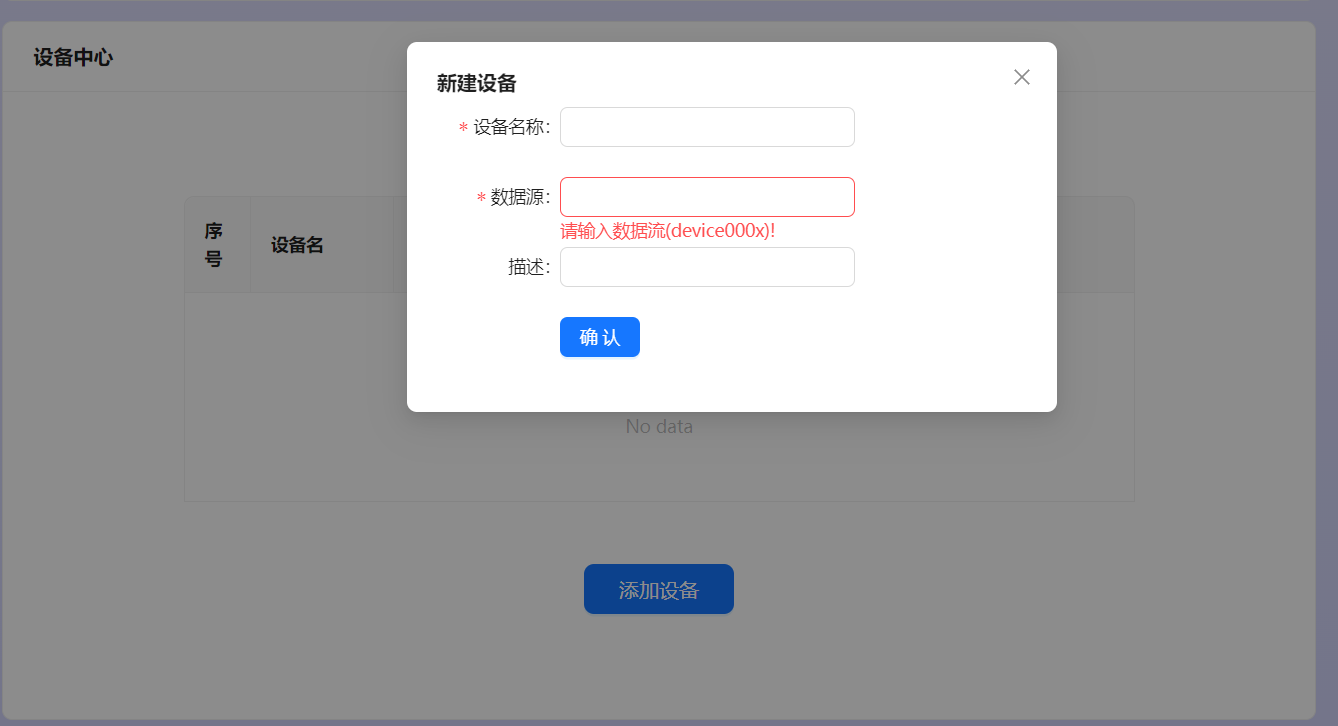 设备中心
新建设备
* 设备名称:
* 数据源:
请输入数据流(device000x)!
描述:
确 认
序
号
设备名
No data
添加设备